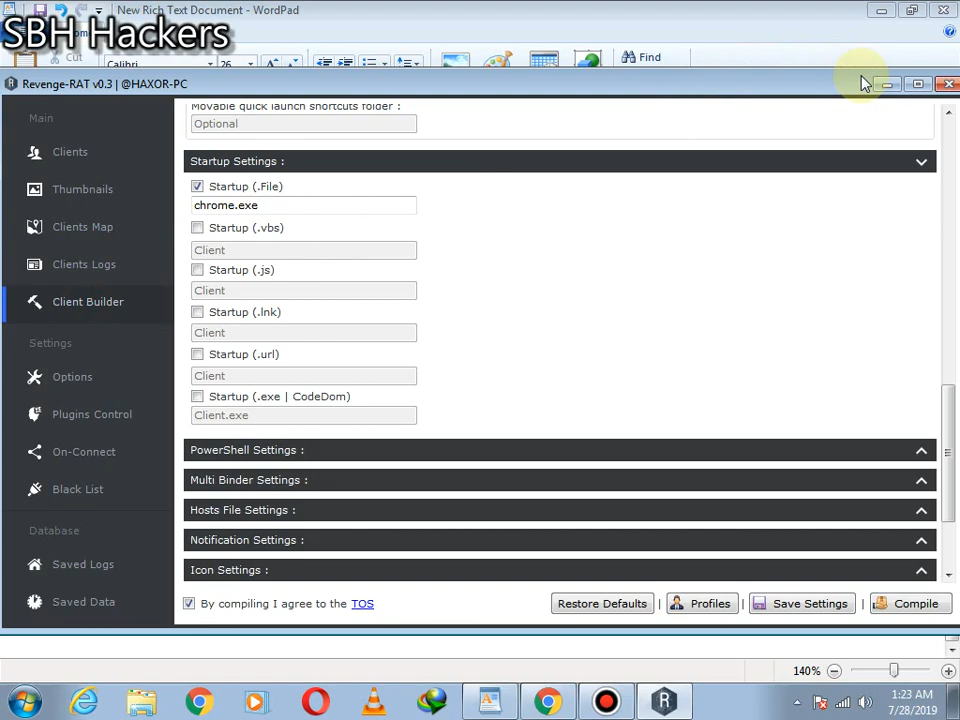 New Rich Text Document - WordPad
SBH Hackers
Cut
Calibri
26
Find
Revenge-RAT v0.3 | @HAXOR-PC
Main
Clients
Thumbnails
Clients Map
Clients Logs
Client Builder
Settings
Options
Plugins Control
On-Connect
Black List
Database
Saved Logs
Saved Data
Movable quick launch shortcuts folder :
Optional
Startup Settings :
Startup (.File)
chrome.exe
Startup (.vbs)
Client
Startup (.js)
Client
Startup (.lnk)
Client
Startup (.url)
Client
Startup (.exe | CodeDom)
Client.exe
PowerShell Settings :
Multi Binder Settings :
Hosts File Settings :
Notification Settings :
Icon Settings :
By compiling I agree to the TOS
Restore Defaults
Profiles
Save Settings
Compile
140%
1:23 AM
7/28/2019